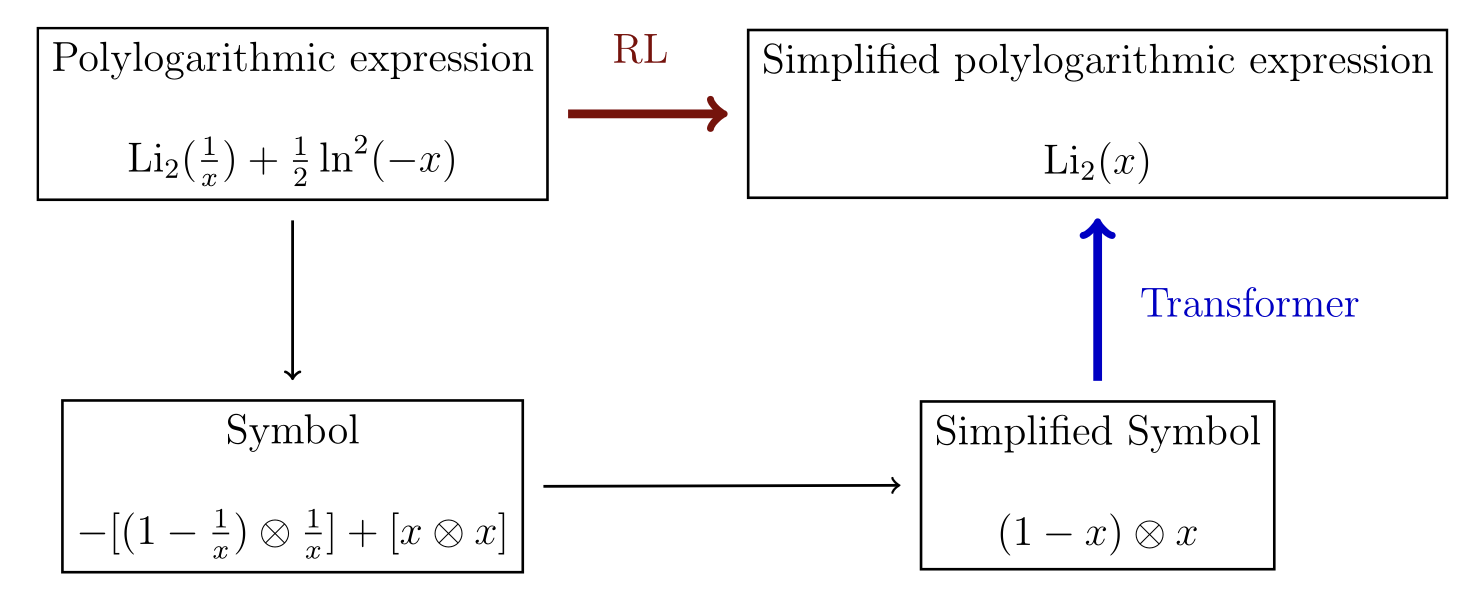 Polylogarithmic expression
Li₂(1/x) + 1/2 ln²(−x)
RL
Simplified polylogarithmic expression
Li₂(x)
Transformer
Symbol
−[(1 − 1/x) ⊗ 1/x] + [x ⊗ x]
Simplified Symbol
(1 − x) ⊗ x